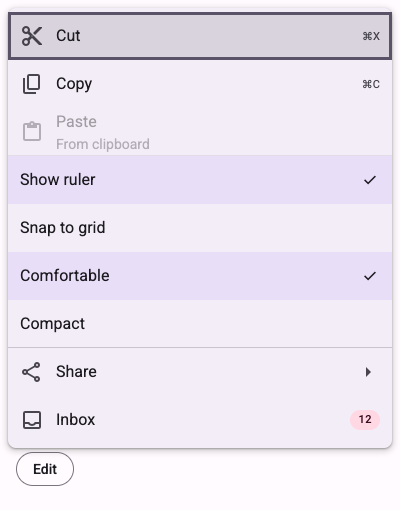 Cut ⌘X
Copy ⌘C
Paste
From clipboard
Show ruler
Snap to grid
Comfortable
Compact
Share
Inbox 12
Edit